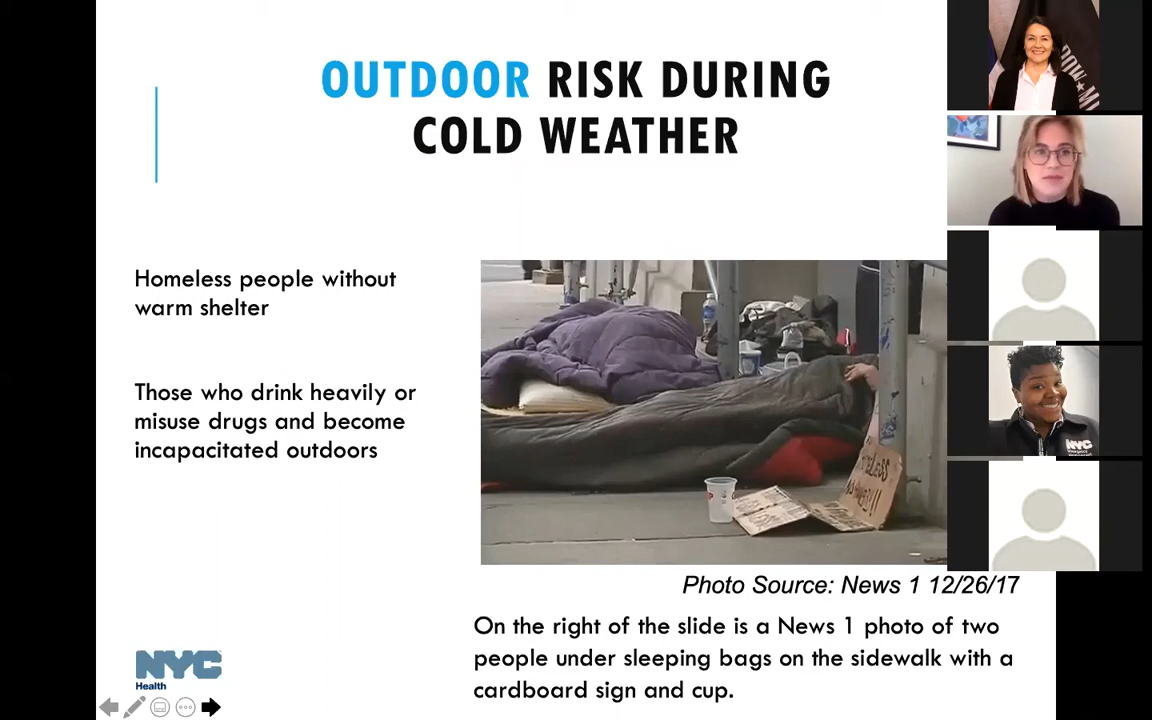 OUTDOOR RISK DURING
COLD WEATHER
Homeless people without
warm shelter
Those who drink heavily or
misuse drugs and become
incapacitated outdoors
Photo Source: News 1 12/26/17
On the right of the slide is a News 1 photo of two
people under sleeping bags on the sidewalk with a
cardboard sign and cup.
NYC
Health
POW★M
NYC